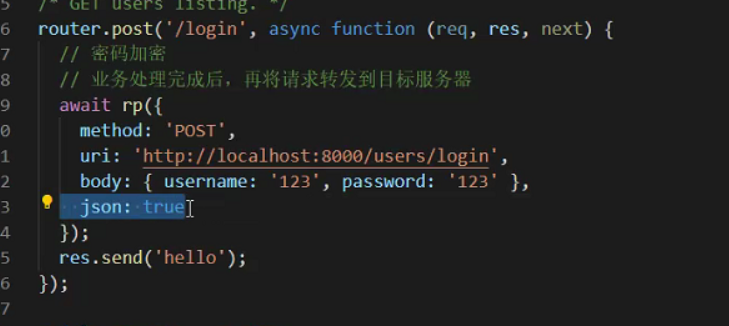 5 /* GET users listing. */
6 router.post('/login', async function (req, res, next) {
7 // 密码加密
8 // 业务处理完成后，再将请求转发到目标服务器
9 await rp({
0 method: 'POST',
1 uri: 'http://localhost:8000/users/login',
2 body: { username: '123', password: '123' },
3 json: true
4 });
5 res.send('hello');
6 });
7